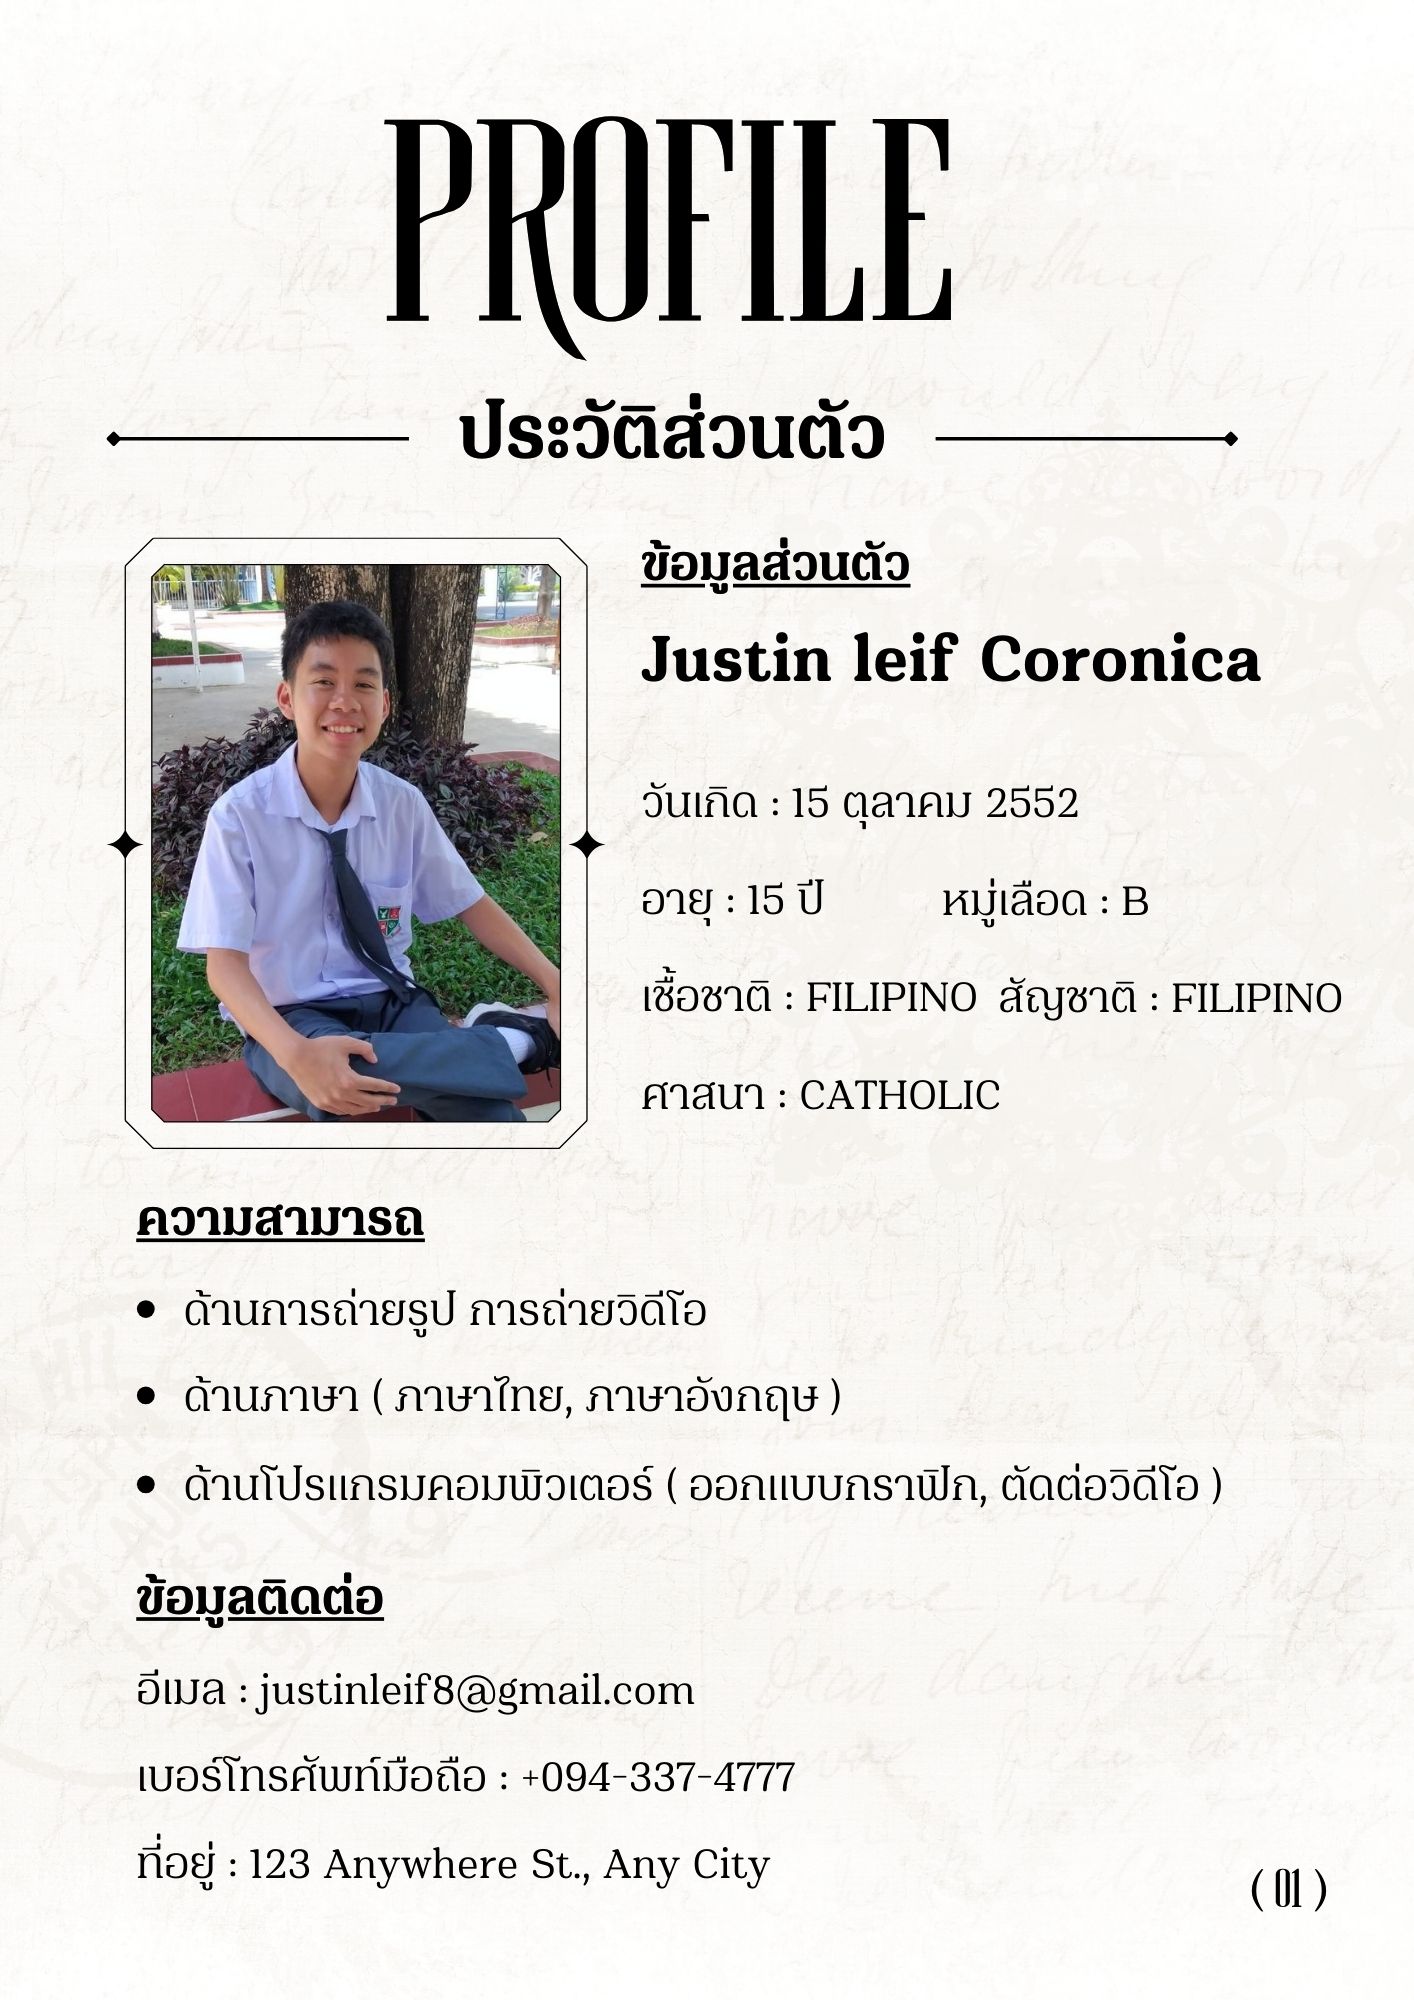 PROFILE
ประวัติส่วนตัว
ข้อมูลส่วนตัว
Justin leif Coronica
วันเกิด : 15 ตุลาคม 2552
อายุ : 15 ปี หมู่เลือด : B
เชื้อชาติ : FILIPINO สัญชาติ : FILIPINO
ศาสนา : CATHOLIC
ความสามารถ
• ด้านการถ่ายรูป การถ่ายวิดีโอ
• ด้านภาษา ( ภาษาไทย, ภาษาอังกฤษ )
• ด้านโปรแกรมคอมพิวเตอร์ ( ออกแบบกราฟิก, ตัดต่อวิดีโอ )
ข้อมูลติดต่อ
อีเมล : justinleif8@gmail.com
เบอร์โทรศัพท์มือถือ : +094-337-4777
ที่อยู่ : 123 Anywhere St., Any City
( 01 )